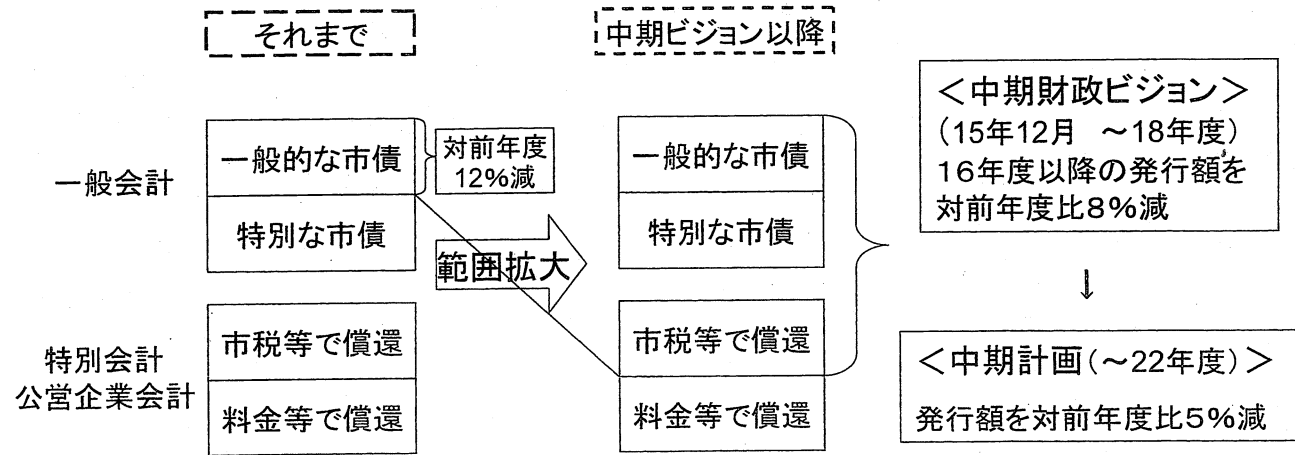 それまで
中期ビジョン以降
一般会計
一般的な市債
特別な市債
対前年度
12%減
範囲拡大
一般的な市債
特別な市債
特別会計
公営企業会計
市税等で償還
料金等で償還
市税等で償還
料金等で償還
＜中期財政ビジョン＞
(15年12月 ～18年度)
16年度以降の発行額を
対前年度比8%減
↓
＜中期計画(～22年度)＞
発行額を対前年度比5%減